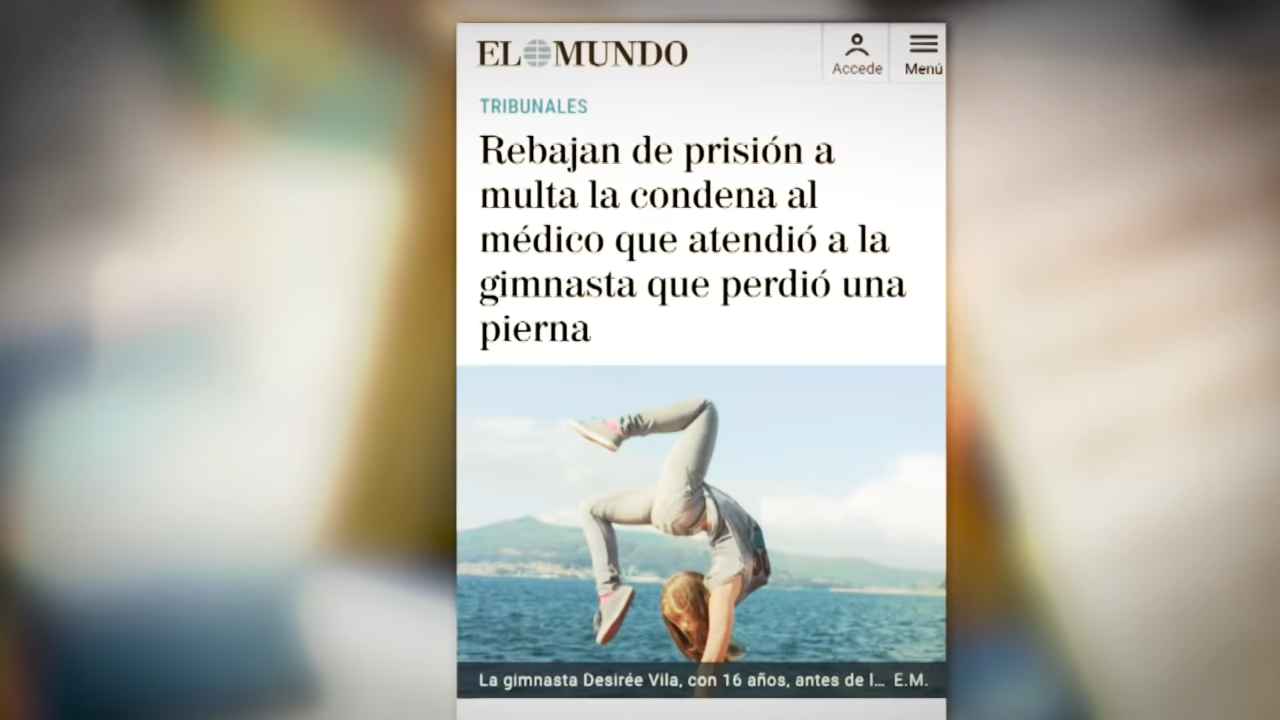 EL MUNDO
Accede
Menú
TRIBUNALES
Rebajan de prisión a
multa la condena al
médico que atendió a la
gimnasta que perdió una
pierna
La gimnasta Desirée Vila, con 16 años, antes de l... E.M.